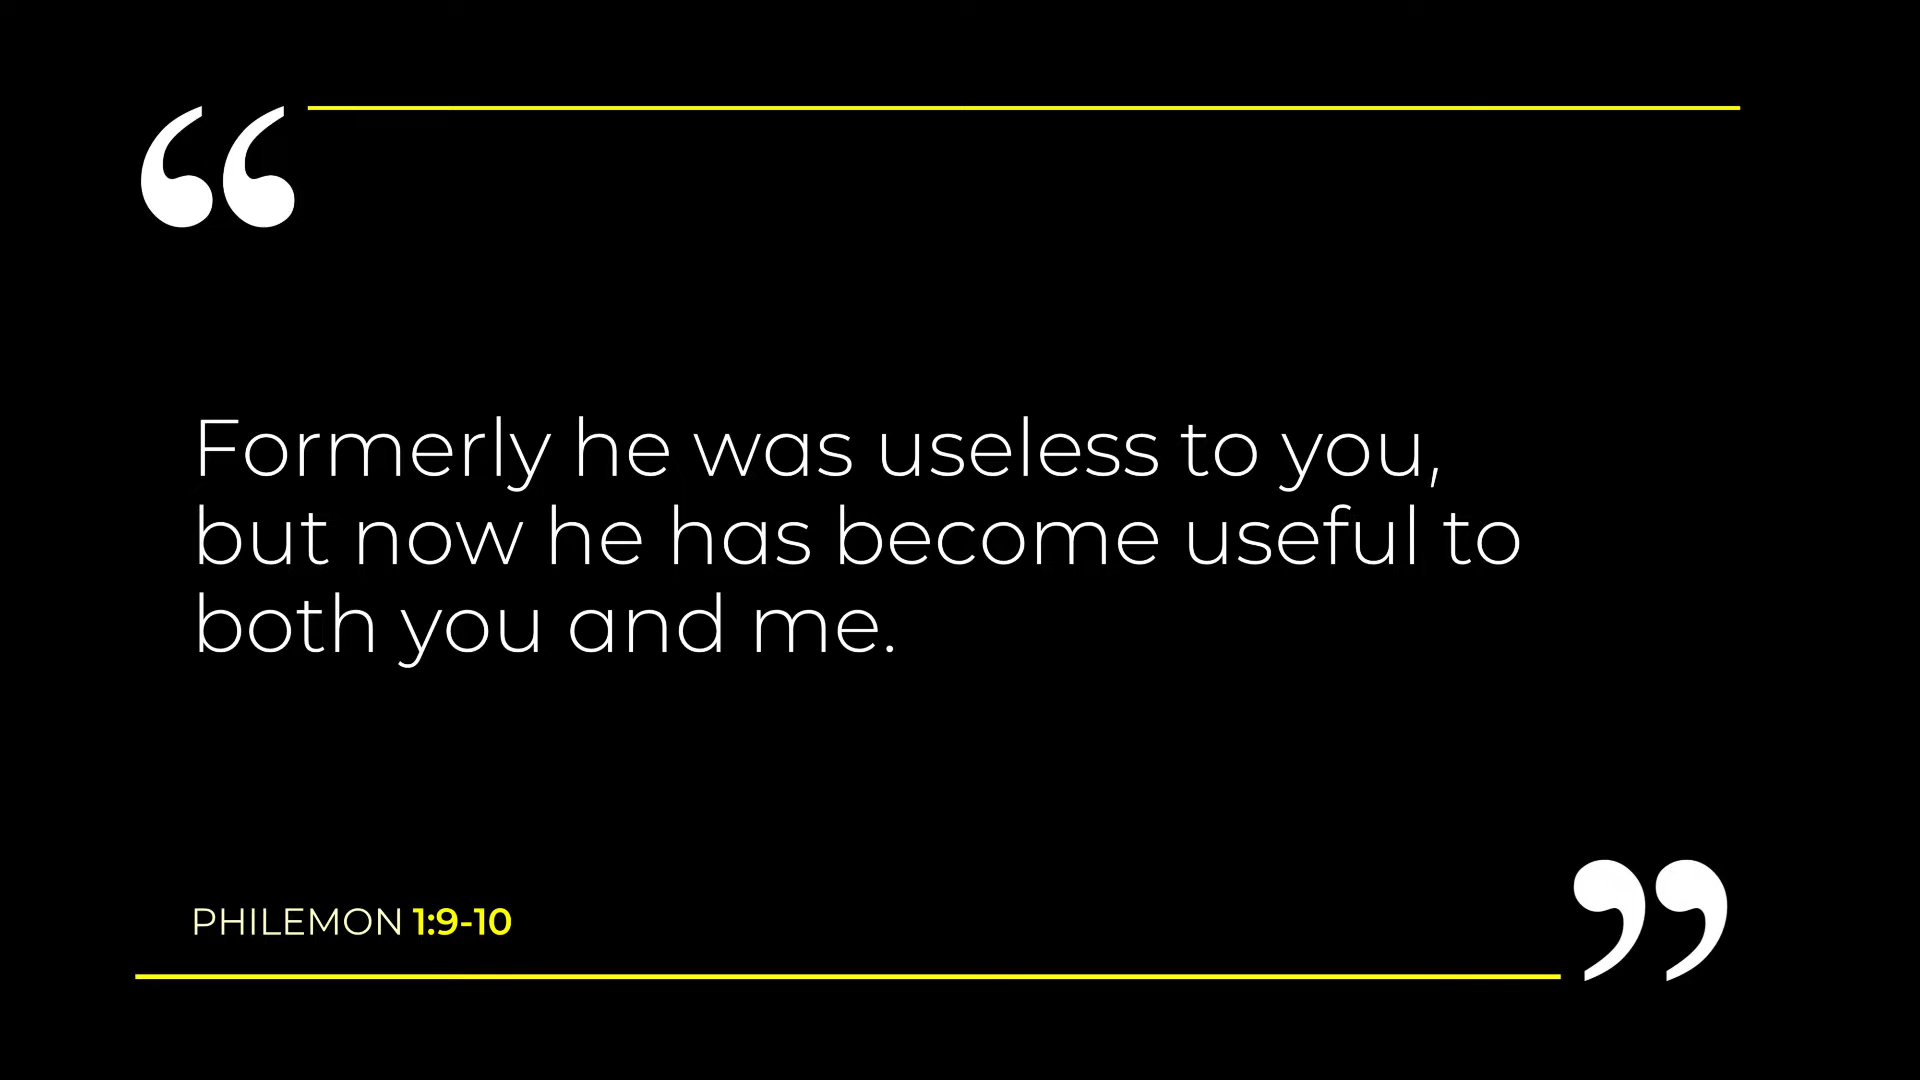 “
Formerly he was useless to you,
but now he has become useful to
both you and me.
PHILEMON 1:9-10
”